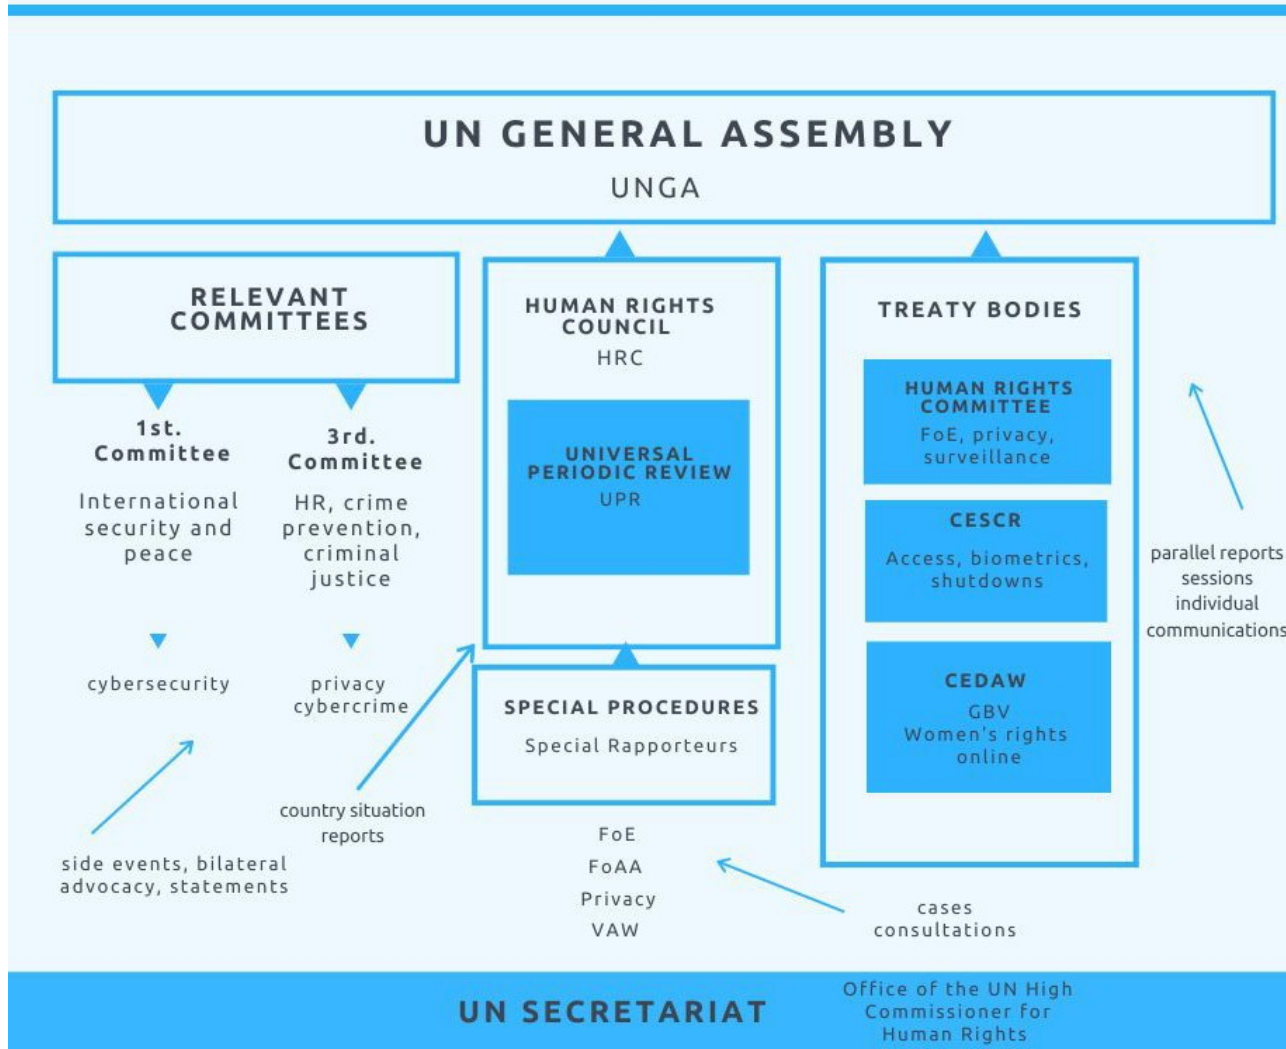 UN GENERAL ASSEMBLY
UNGA
RELEVANT
COMMITTEES
1st.
Committee
International
security and
peace
cybersecurity
3rd.
Committee
HR, crime
prevention,
criminal
justice
privacy
cybercrime
side events, bilateral
advocacy, statements
HUMAN RIGHTS
COUNCIL
HRC
UNIVERSAL
PERIODIC REVIEW
UPR
country situation
reports
SPECIAL PROCEDURES
Special Rapporteurs
FoE
FoAA
Privacy
VAW
cases
consultations
TREATY BODIES
HUMAN RIGHTS
COMMITTEE
FoE, privacy,
surveillance
CESCR
Access, biometrics,
shutdowns
CEDAW
GBV
Women's rights
online
parallel reports
sessions
individual
communications
UN SECRETARIAT
Office of the UN High
Commissioner for
Human Rights